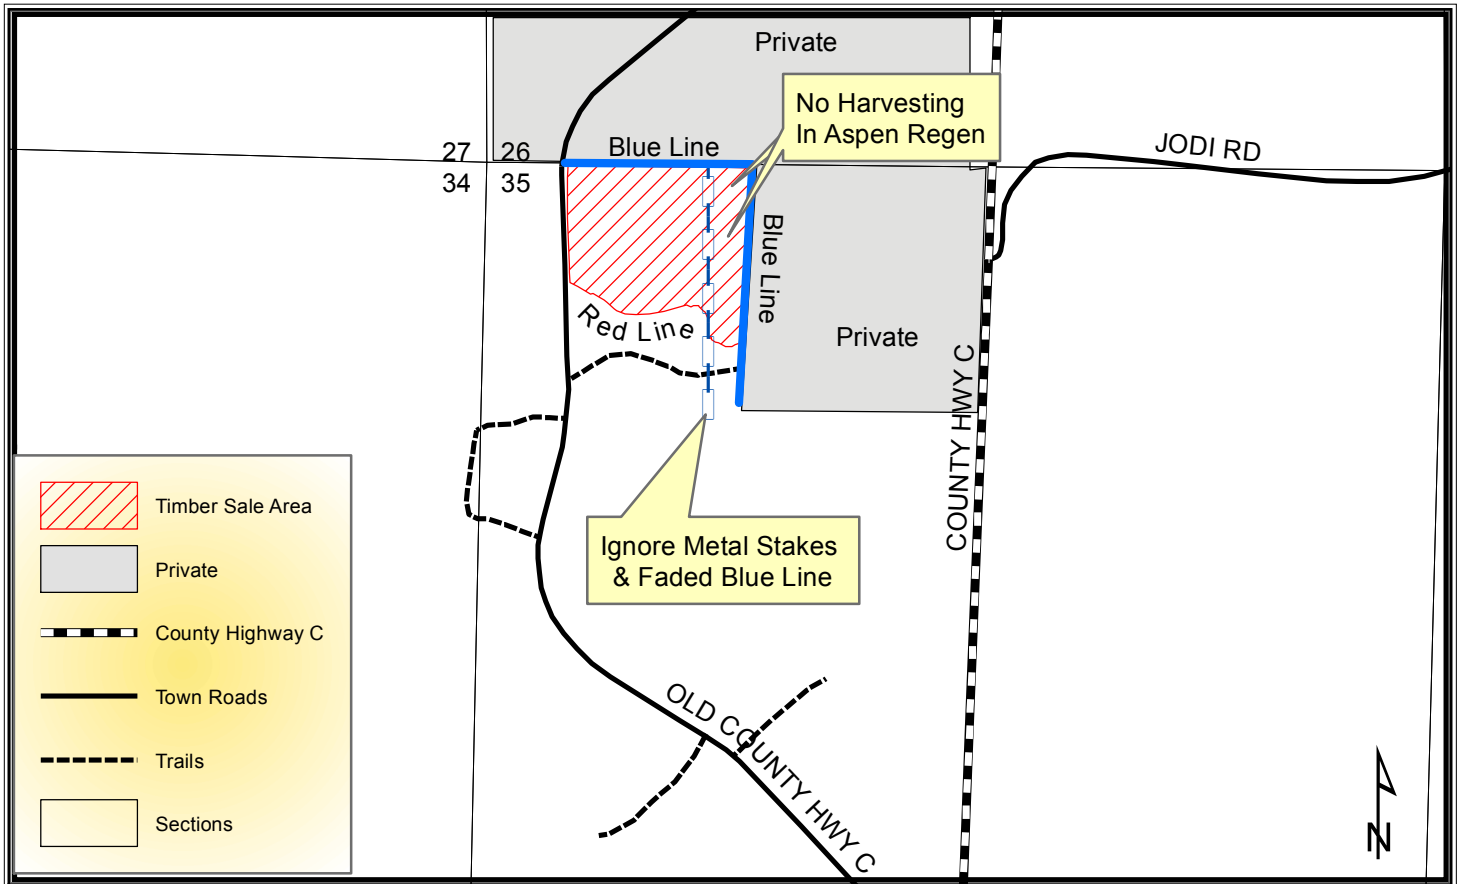 Private
No Harvesting
In Aspen Regen
27 26
Blue Line
JODI RD
34 35
Blue Line
Red Line
Private
COUNTY HWY C
Ignore Metal Stakes
& Faded Blue Line
Timber Sale Area
Private
County Highway C
Town Roads
Trails
Sections
OLD COUNTY HWY C
N